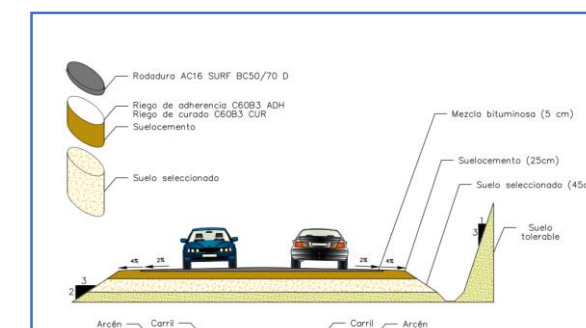 Rodadura AC16 SURF BC50/70 D
Riego de adherencia C60B3 ADH
Riego de curado C60B3 CUR
Suelocemento
Suelo seleccionado
Mezcla bituminosa (5 cm)
Suelocemento (25cm)
Suelo seleccionado (45c
Suelo
tolerable
1
3
4%
2%
2%
4%
3
2
Arcén
Carril
Carril
Arcén